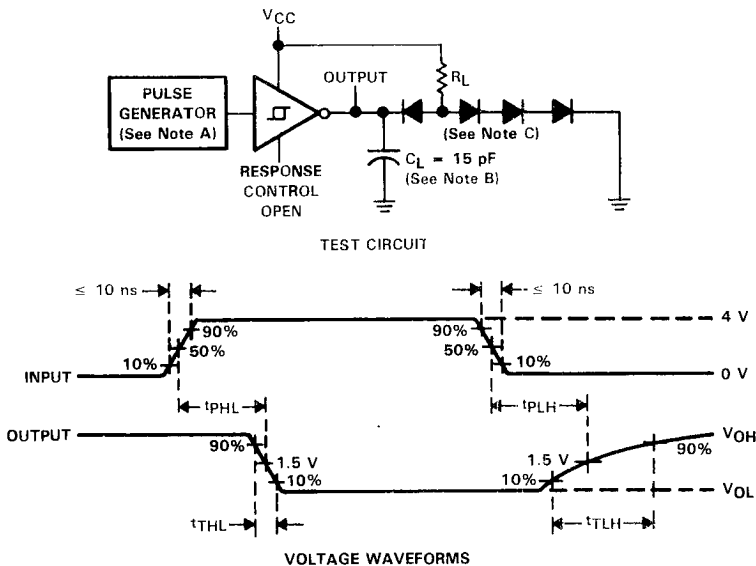 VCC
OUTPUT
RL
PULSE
GENERATOR
(See Note A)
(See Note C)
CL = 15 pF
(See Note B)
RESPONSE
CONTROL
OPEN
TEST CIRCUIT
≤ 10 ns
≤ 10 ns
90%
50%
10%
90%
50%
10%
4 V
0 V
INPUT
tPHL
tPLH
OUTPUT
90%
1.5 V
10%
1.5 V
10%
90%
VOH
VOL
tTHL
tTLH
VOLTAGE WAVEFORMS